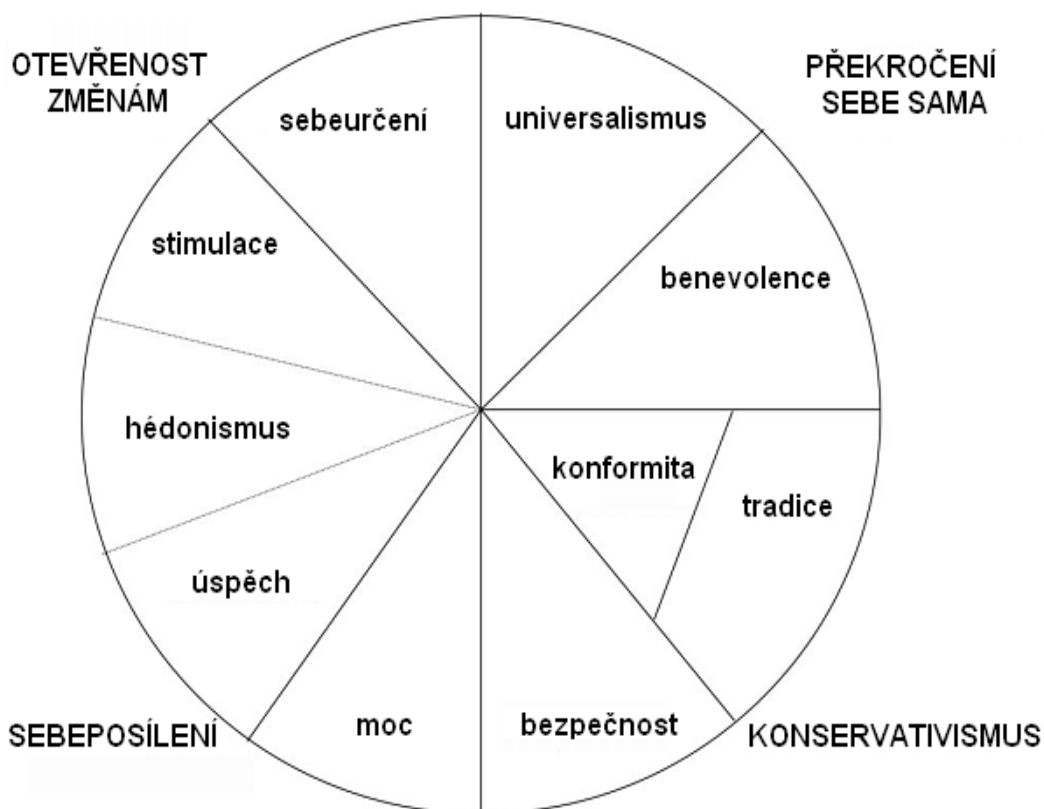 OTEVŘENOST
ZMĚNÁM
PŘEKROČENÍ
SEBE SAMA
sebeurčení
universalismus
stimulace
benevolence
hédonismus
konformita
tradice
úspěch
moc
bezpečnost
SEBEPOSÍLENÍ
KONSERVATIVISMUS